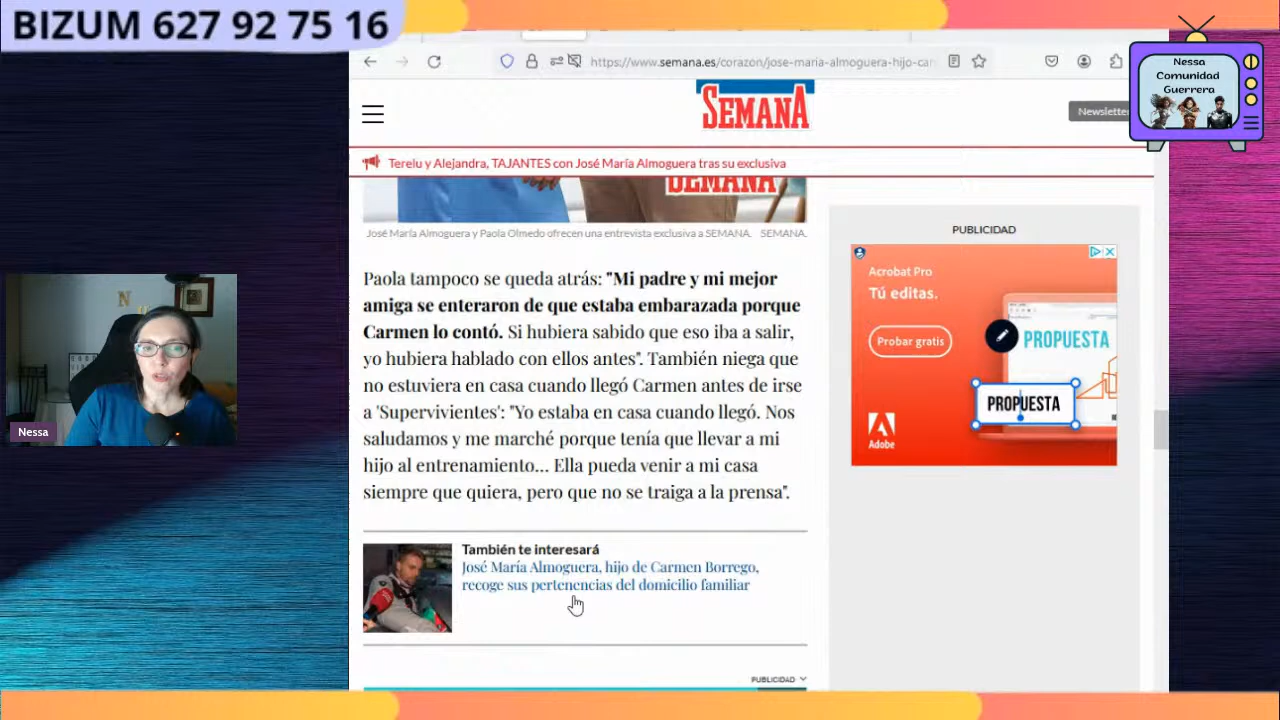 BIZUM 627 92 75 16
https://www.semana.es/corazon/jose-maria-almoguera-hijo-car
Nessa
Comunidad
Guerrera
SEMANA
Newsletter
Terelu y Alejandra, TAJANTES con José María Almoguera tras su exclusiva
SEMANA
José María Almoguera y Paola Olmedo ofrecen una entrevista exclusiva a SEMANA. SEMANA.
Paola tampoco se queda atrás: "Mi padre y mi mejor
amiga se enteraron de que estaba embarazada porque
Carmen lo contó. Si hubiera sabido que eso iba a salir,
yo hubiera hablado con ellos antes". También niega que
no estuviera en casa cuando llegó Carmen antes de irse
a 'Supervivientes': "Yo estaba en casa cuando llegó. Nos
saludamos y me marché porque tenía que llevar a mi
hijo al entrenamiento... Ella pueda venir a mi casa
siempre que quiera, pero que no se traiga a la prensa".
También te interesará
José María Almoguera, hijo de Carmen Borrego,
recoge sus pertenencias del domicilio familiar
PUBLICIDAD
PUBLICIDAD
Acrobat Pro
Tú editas.
Probar gratis
PROPUESTA
PROPUESTA
Adobe
Nessa